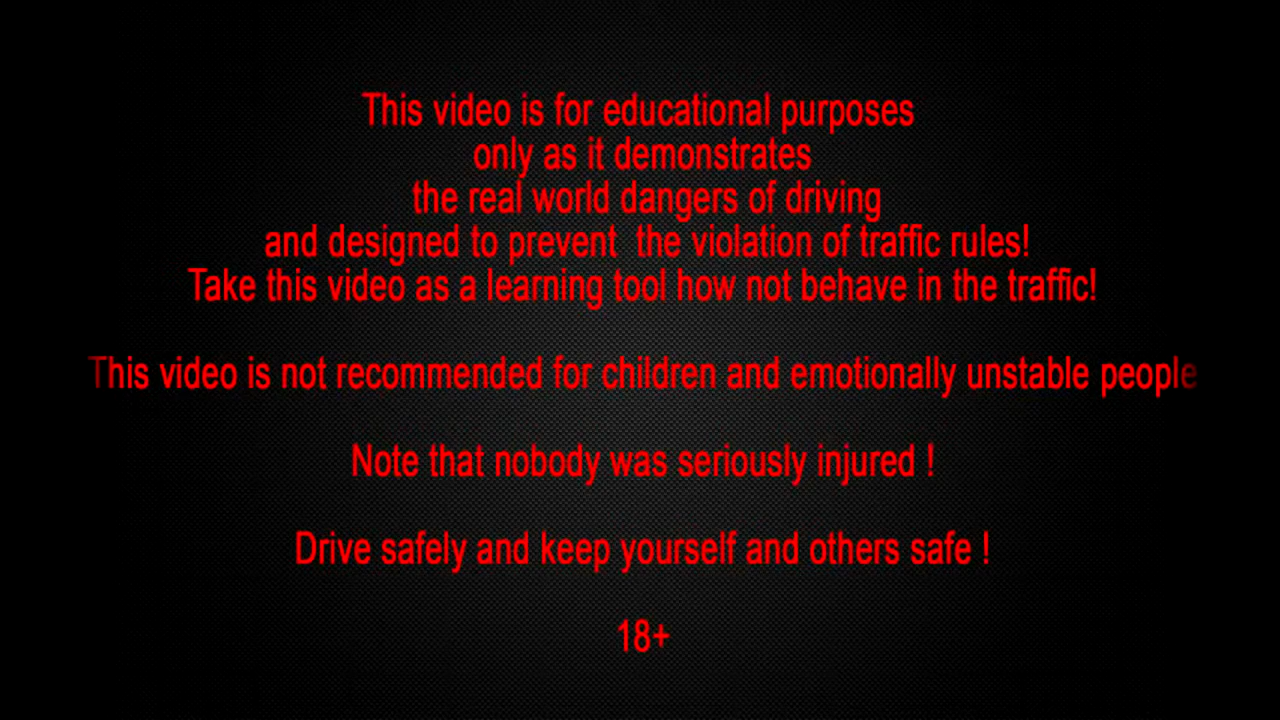 This video is for educational purposes
only as it demonstrates
the real world dangers of driving
and designed to prevent  the violation of traffic rules!
Take this video as a learning tool how not behave in the traffic!
This video is not recommended for children and emotionally unstable people
Note that nobody was seriously injured !
Drive safely and keep yourself and others safe !
18+